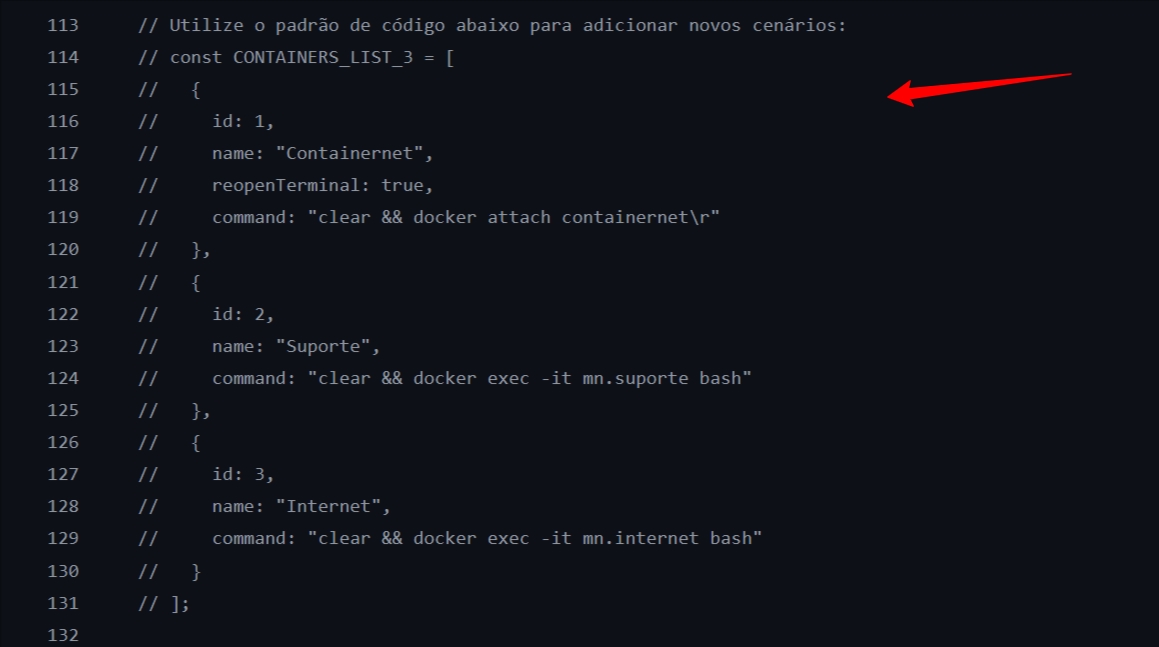 113 // Utilize o padrão de código abaixo para adicionar novos cenários:
114 // const CONTAINERS_LIST_3 = [
115 //   {
116 //     id: 1,
117 //     name: "Containernet",
118 //     reopenTerminal: true,
119 //     command: "clear && docker attach containernet\r"
120 //   },
121 //   {
122 //     id: 2,
123 //     name: "Suporte",
124 //     command: "clear && docker exec -it mn.suporte bash"
125 //   },
126 //   {
127 //     id: 3,
128 //     name: "Internet",
129 //     command: "clear && docker exec -it mn.internet bash"
130 //   }
131 // ];
132